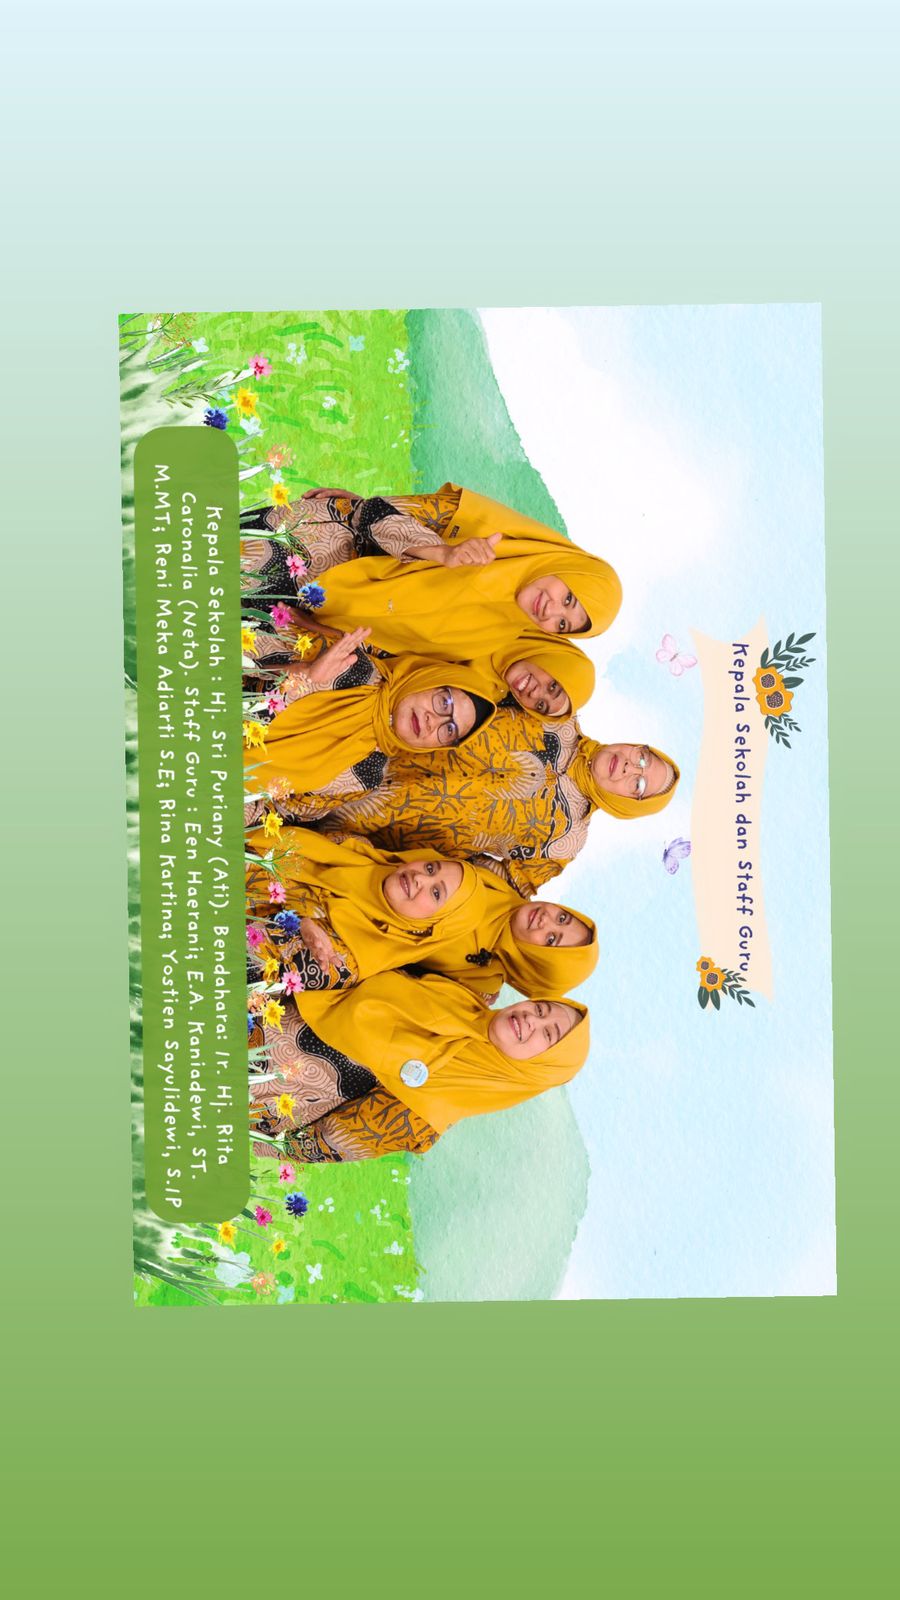 Kepala Sekolah dan Staff Guru
Kepala Sekolah : Hj. Sri Puriany (Ati). Bendahara: Ir. Hj. Rita
Caronalia (Neta). Staff Guru : Een Haerani; E.A. Kaniadewi, ST.
M.MT; Reni Meka Adiarti S.E; Rina Kartina; Yostien Sayulidewi, S.IP